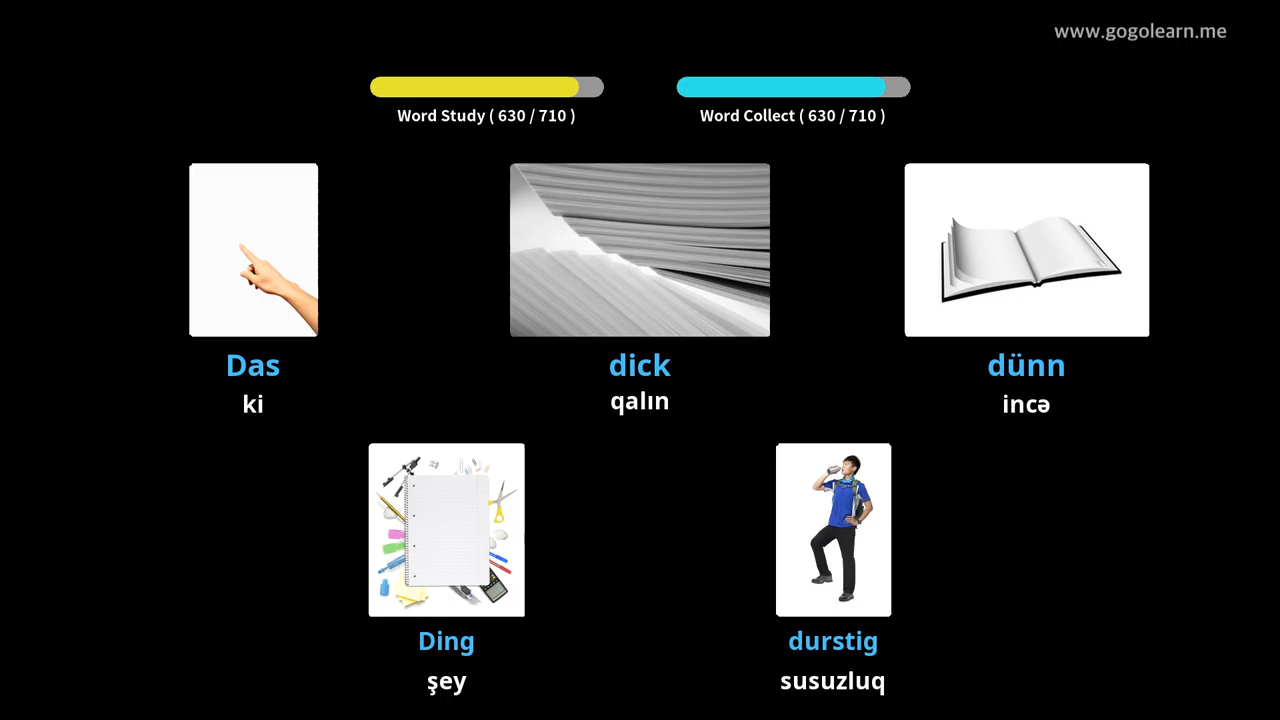 www.gogolearn.me
Word Study ( 630 / 710 )
Word Collect ( 630 / 710 )
Das
ki
dick
qalın
dünn
incə
Ding
şey
durstig
susuzluq